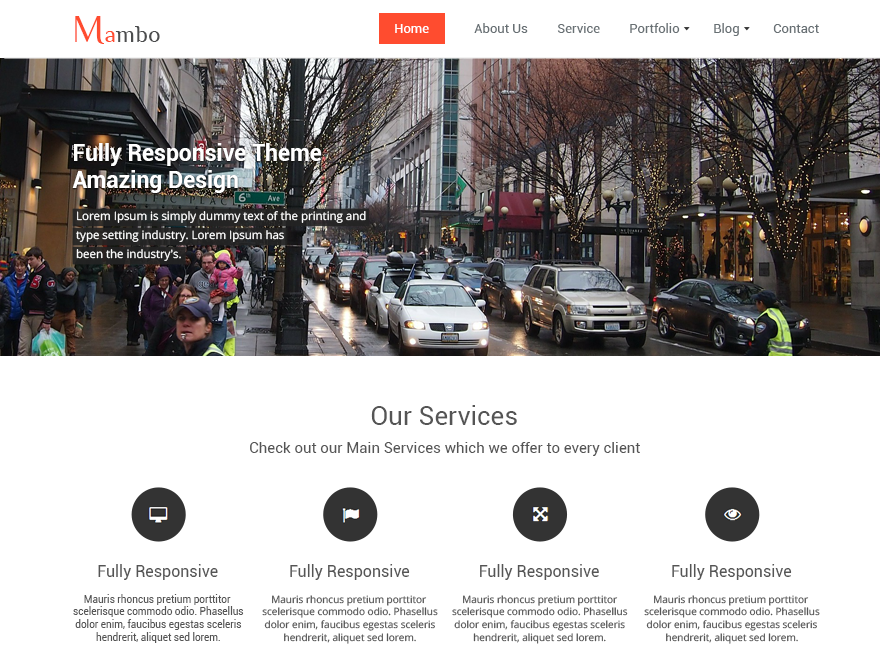 Mambo
Home
About Us
Service
Portfolio
Blog
Contact
Fully Responsive Theme
Amazing Design
6th Ave
Lorem Ipsum is simply dummy text of the printing and
type setting industry. Lorem Ipsum has
been the industry's.
Our Services
Check out our Main Services which we offer to every client
Fully Responsive
Mauris rhoncus pretium porttitor
scelerisque commodo odio. Phasellus
dolor enim, faucibus egestas sceleris
hendrerit, aliquet sed lorem.
Fully Responsive
Mauris rhoncus pretium porttitor
scelerisque commodo odio. Phasellus
dolor enim, faucibus egestas sceleris
hendrerit, aliquet sed lorem.
Fully Responsive
Mauris rhoncus pretium porttitor
scelerisque commodo odio. Phasellus
dolor enim, faucibus egestas sceleris
hendrerit, aliquet sed lorem.
Fully Responsive
Mauris rhoncus pretium porttitor
scelerisque commodo odio. Phasellus
dolor enim, faucibus egestas sceleris
hendrerit, aliquet sed lorem.